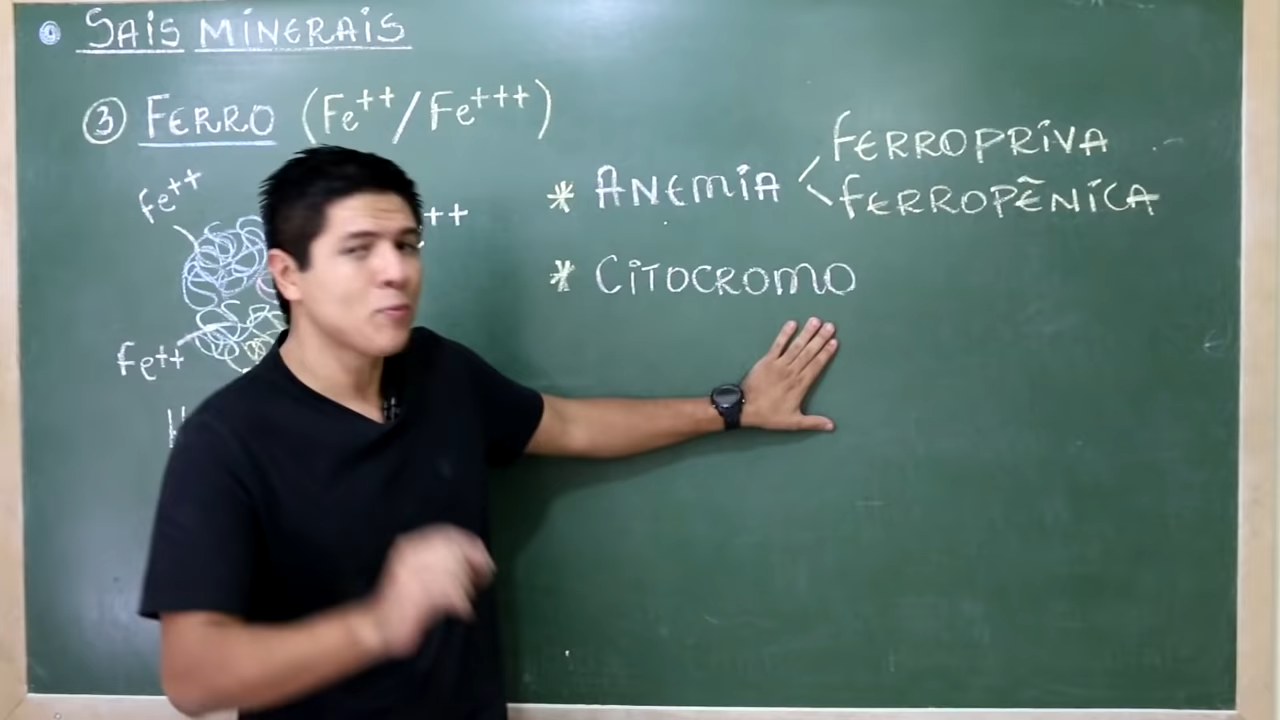 SAIS MINERAIS
3 FERRO (Fe++/Fe+++)
Fe++
++
Fe++
* ANEMIA
FERROPRIVA
FERROPÊNICA
* CITOCROMO